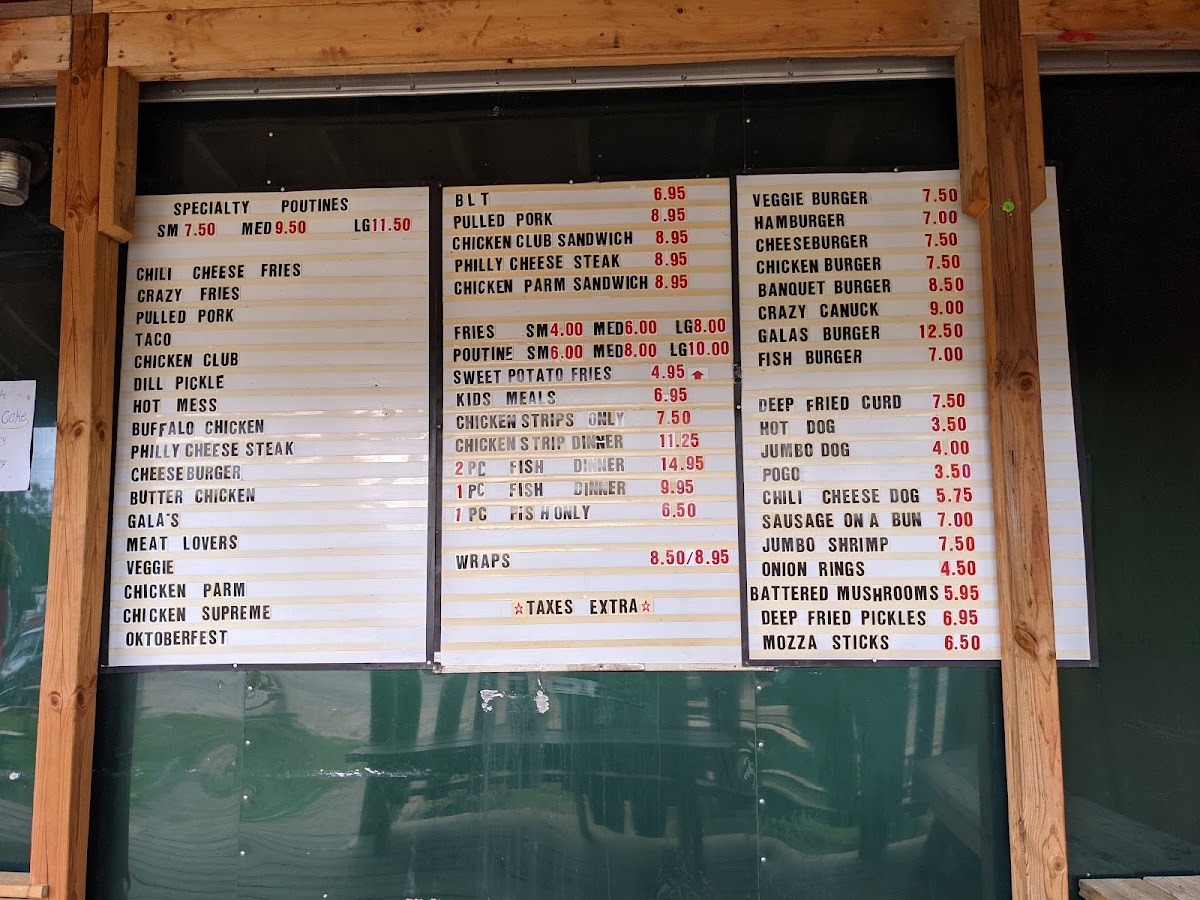 SPECIALTY POUTINES
SM 7.50 MED 9.50 LG 11.50
CHILI CHEESE FRIES
CRAZY FRIES
PULLED PORK
TACO
CHICKEN CLUB
DILL PICKLE
HOT MESS
BUFFALO CHICKEN
PHILLY CHEESE STEAK
CHEESEBURGER
BUTTER CHICKEN
GALA'S
MEAT LOVERS
VEGGIE
CHICKEN PARM
CHICKEN SUPREME
OKTOBERFEST
BLT 6.95
PULLED PORK 8.95
CHICKEN CLUB SANDWICH 8.95
PHILLY CHEESE STEAK 8.95
CHICKEN PARM SANDWICH 8.95
FRIES SM 4.00 MED 6.00 LG 8.00
POUTINE SM 6.00 MED 8.00 LG 10.00
SWEET POTATO FRIES 4.95
KIDS MEALS 6.95
CHICKEN STRIPS ONLY 7.50
CHICKEN STRIP DINNER 11.25
2 PC FISH DINNER 14.95
1 PC FISH DINNER 9.95
1 PC FISH ONLY 6.50
WRAPS 8.50/8.95
TAXES EXTRA
VEGGIE BURGER 7.50
HAMBURGER 7.00
CHEESEBURGER 7.50
CHICKEN BURGER 7.50
BANQUET BURGER 8.50
CRAZY CANUCK 9.00
GALAS BURGER 12.50
FISH BURGER 7.00
DEEP FRIED CURD 7.50
HOT DOG 3.50
JUMBO DOG 4.00
POGO 3.50
CHILI CHEESE DOG 5.75
SAUSAGE ON A BUN 7.00
JUMBO SHRIMP 7.50
ONION RINGS 4.50
BATTERED MUSHROOMS 5.95
DEEP FRIED PICKLES 6.95
MOZZA STICKS 6.50
Cake